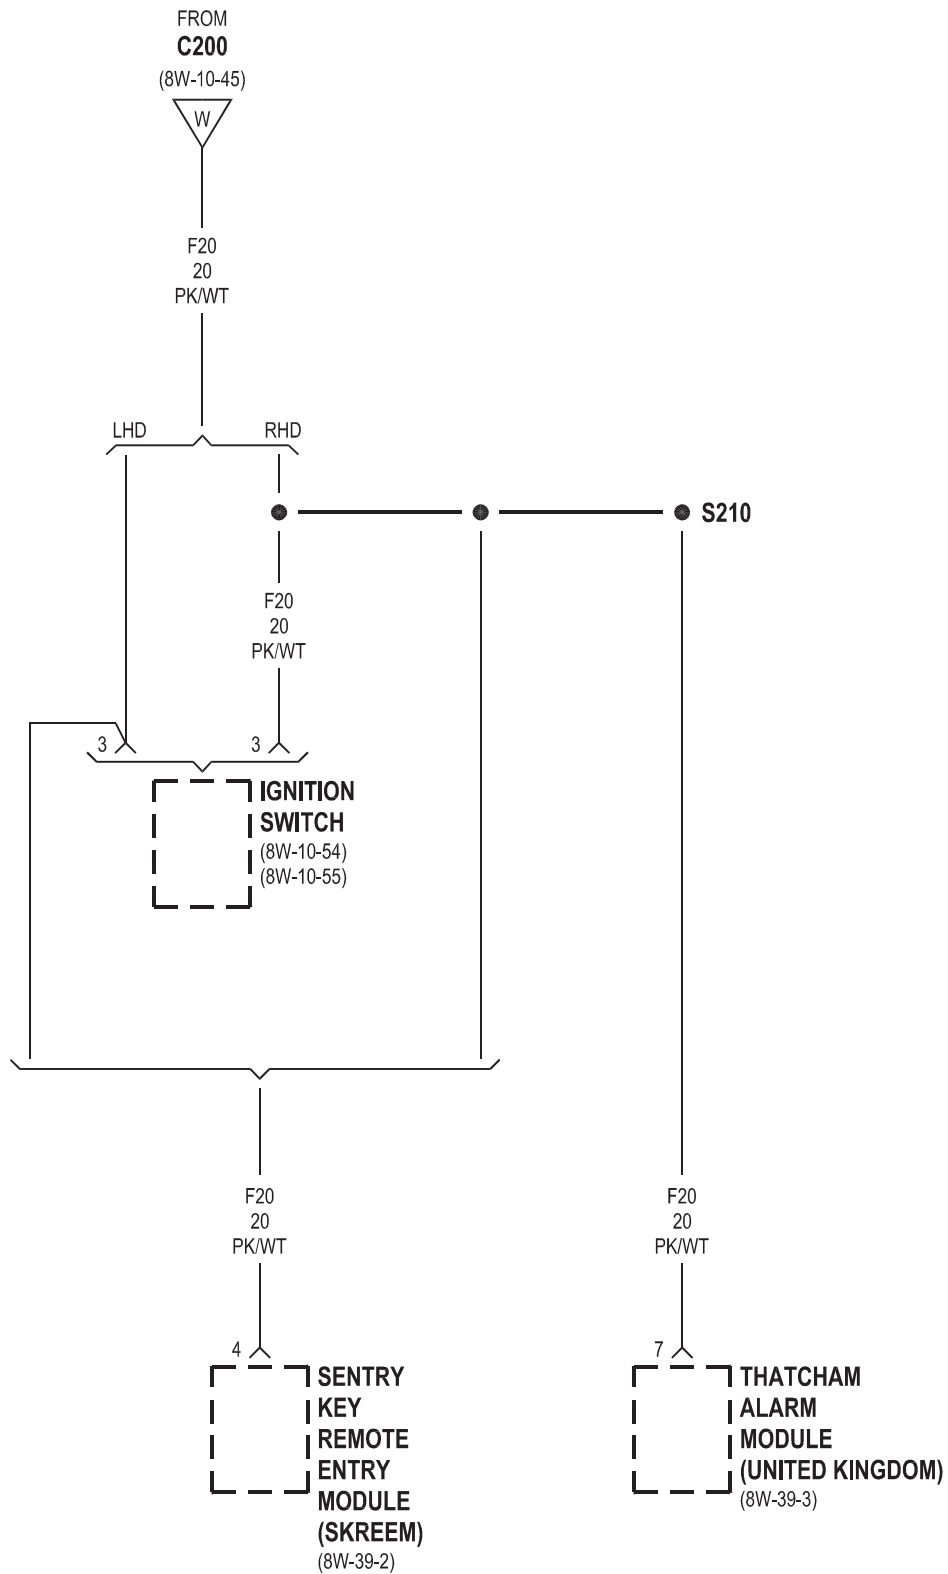 FROM
C200
(8W-10-45)
W
F20
20
PK/WT
LHD
RHD
S210
F20
20
PK/WT
3
3
IGNITION
SWITCH
(8W-10-54)
(8W-10-55)
F20
20
PK/WT
F20
20
PK/WT
4
7
SENTRY
KEY
REMOTE
ENTRY
MODULE
(SKREEM)
(8W-39-2)
THATCHAM
ALARM
MODULE
(UNITED KINGDOM)
(8W-39-3)